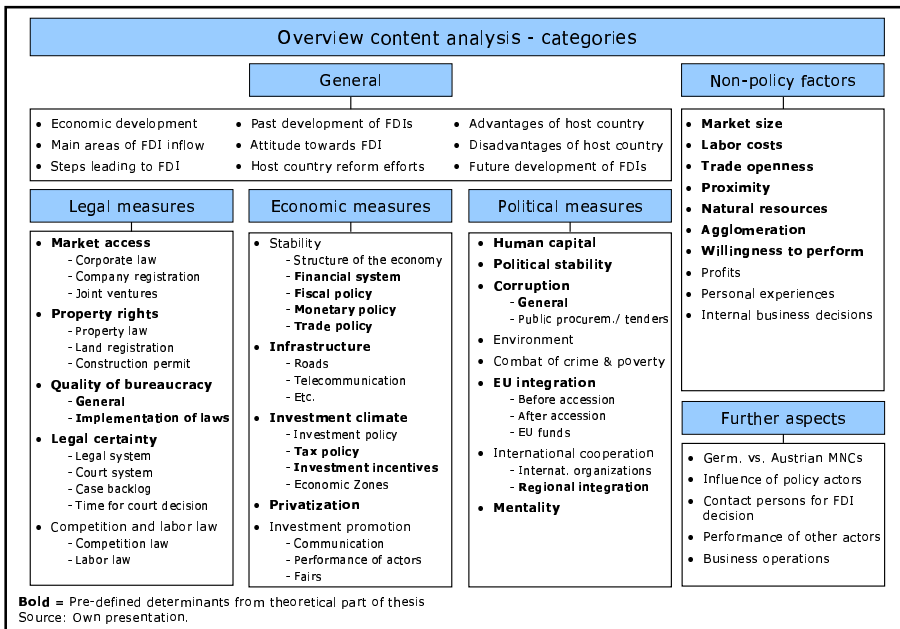 Overview content analysis - categories
General
• Economic development
• Main areas of FDI inflow
• Steps leading to FDI
• Past development of FDIs
• Attitude towards FDI
• Host country reform efforts
• Advantages of host country
• Disadvantages of host country
• Future development of FDIs
Legal measures
• Market access
- Corporate law
- Company registration
- Joint ventures
• Property rights
- Property law
- Land registration
- Construction permit
• Quality of bureaucracy
- General
- Implementation of laws
• Legal certainty
- Legal system
- Court system
- Case backlog
- Time for court decision
• Competition and labor law
- Competition law
- Labor law
Economic measures
• Stability
- Structure of the economy
- Financial system
- Fiscal policy
- Monetary policy
- Trade policy
• Infrastructure
- Roads
- Telecommunication
- Etc.
• Investment climate
- Investment policy
- Tax policy
- Investment incentives
- Economic Zones
• Privatization
• Investment promotion
- Communication
- Performance of actors
- Fairs
Political measures
• Human capital
• Political stability
• Corruption
- General
- Public procurem./ tenders
• Environment
• Combat of crime & poverty
• EU integration
- Before accession
- After accession
- EU funds
• International cooperation
- Internat. organizations
- Regional integration
• Mentality
Non-policy factors
• Market size
• Labor costs
• Trade openness
• Proximity
• Natural resources
• Agglomeration
• Willingness to perform
• Profits
• Personal experiences
• Internal business decisions
Further aspects
• Germ. vs. Austrian MNCs
• Influence of policy actors
• Contact persons for FDI
decision
• Performance of other actors
• Business operations
Bold = Pre-defined determinants from theoretical part of thesis
Source: Own presentation.